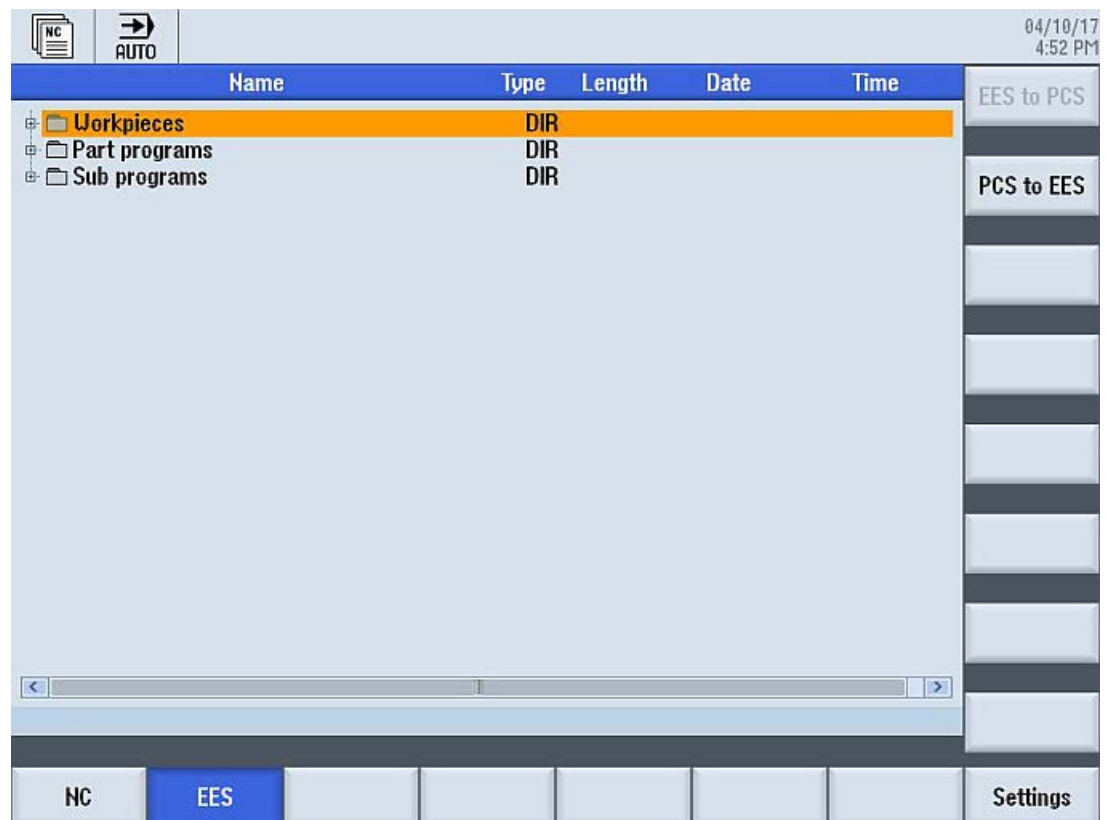 NC
AUTO
04/10/17
4:52 PM
Name Type Length Date Time
Workpieces DIR
Part programs DIR
Sub programs DIR
EES to PCS
PCS to EES
NC EES Settings